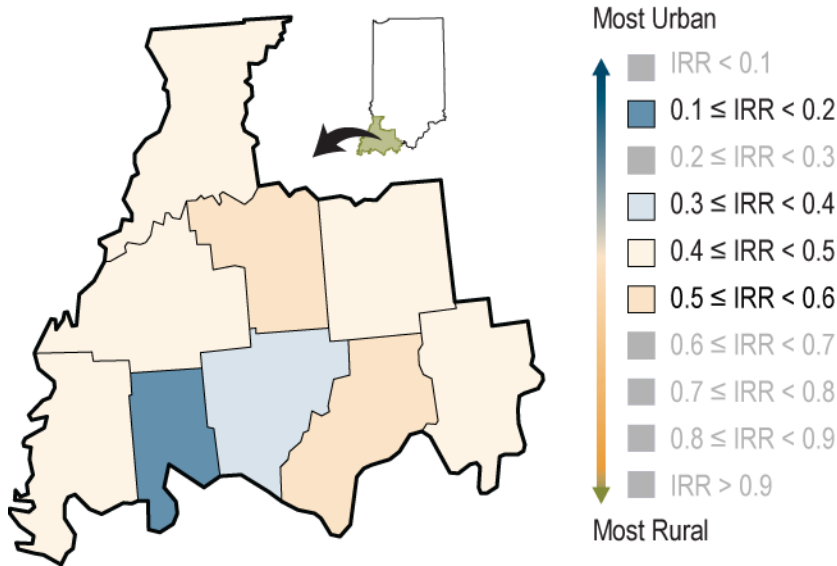 Most Urban
IRR < 0.1
0.1 ≤ IRR < 0.2
0.2 ≤ IRR < 0.3
0.3 ≤ IRR < 0.4
0.4 ≤ IRR < 0.5
0.5 ≤ IRR < 0.6
0.6 ≤ IRR < 0.7
0.7 ≤ IRR < 0.8
0.8 ≤ IRR < 0.9
IRR > 0.9
Most Rural